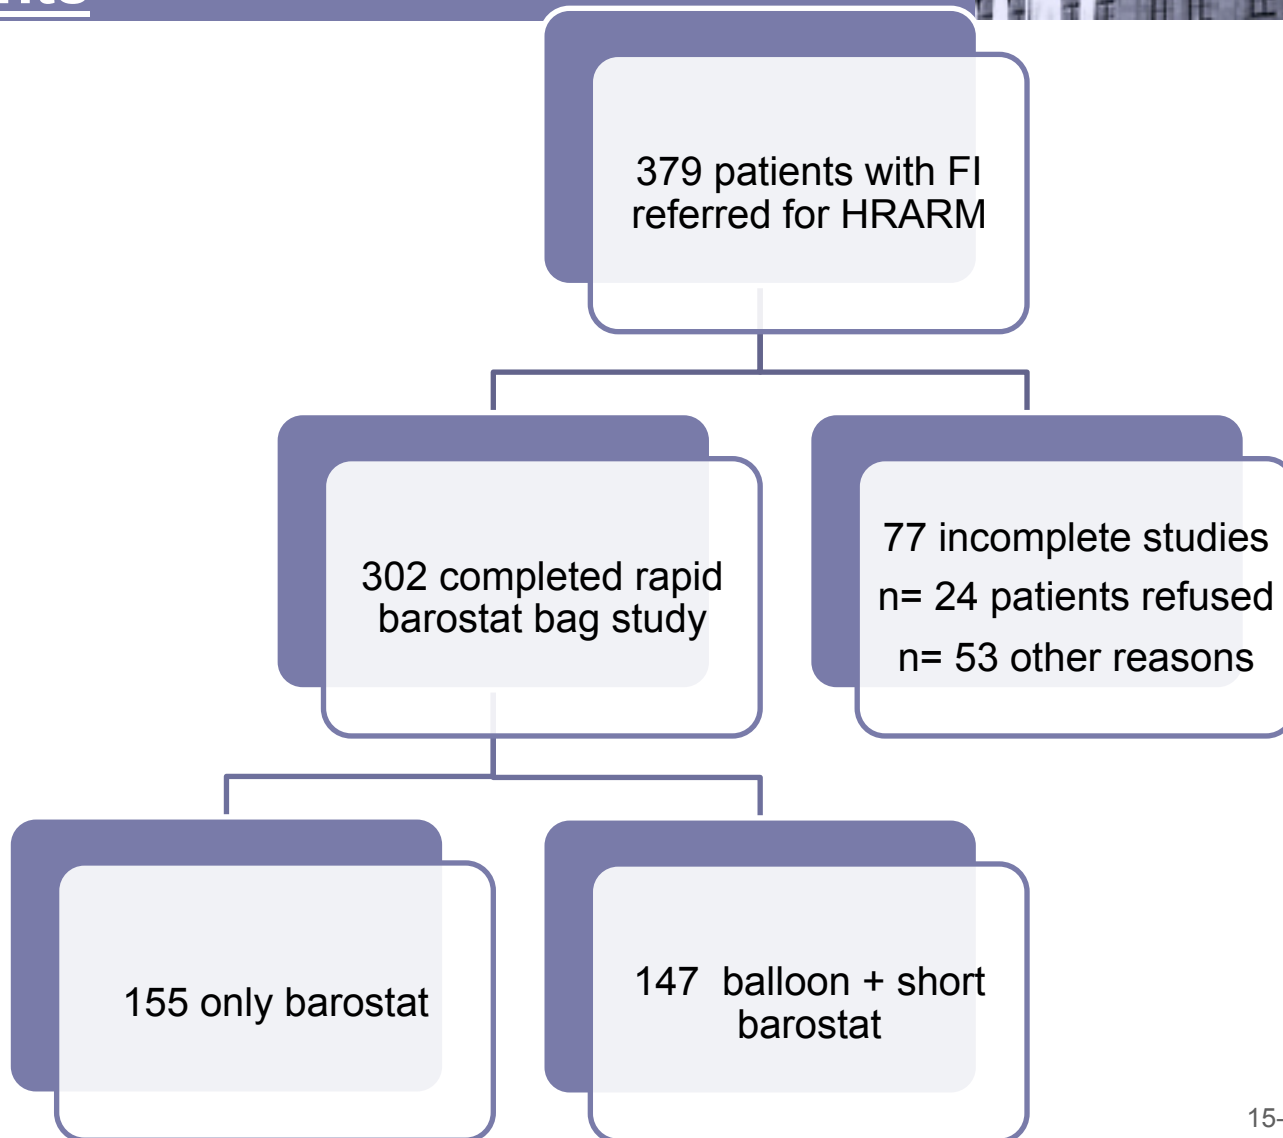 379 patients with FI
referred for HRARM
302 completed rapid
barostat bag study
77 incomplete studies
n= 24 patients refused
n= 53 other reasons
155 only barostat
147 balloon + short
barostat
15-